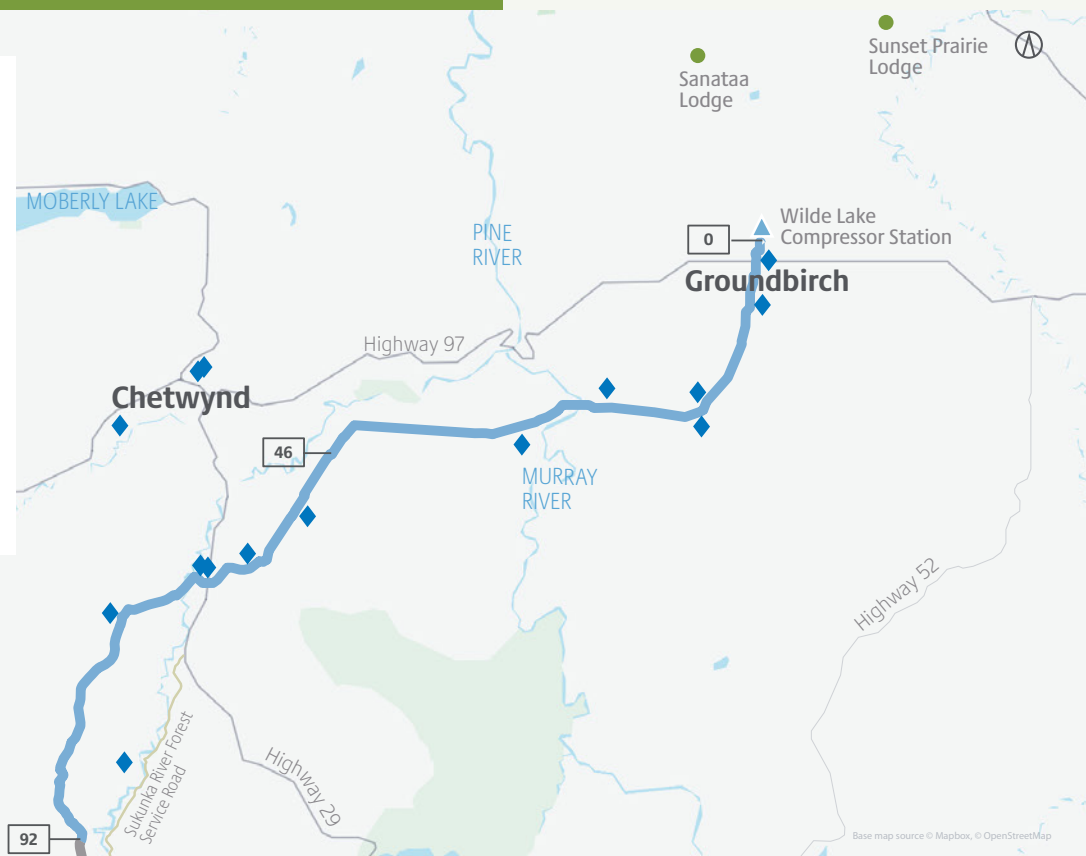 Sunset Prairie
Lodge
Sanataa
Lodge
MOBERLY LAKE
Wilde Lake
Compressor Station
PINE
RIVER
0
Groundbirch
Highway 97
Chetwynd
46
MURRAY
RIVER
Highway 52
Sukunka River Forest
Service Road
Highway 29
92
Base map source © Mapbox, © OpenStreetMap